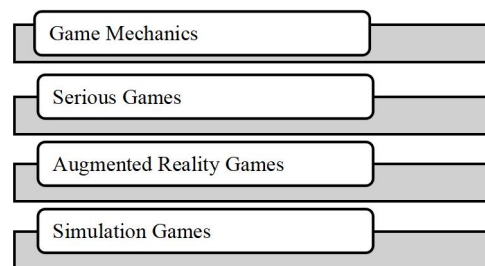 Game Mechanics
Serious Games
Augmented Reality Games
Simulation Games